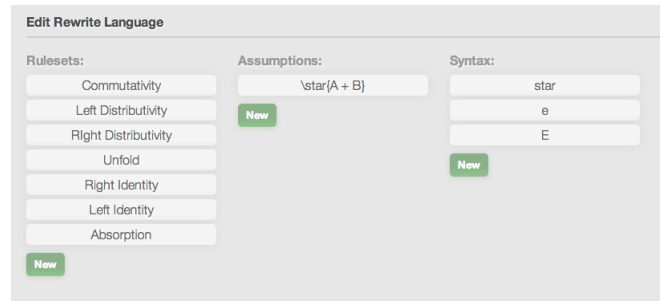 Edit Rewrite Language
Rulesets:
Commutativity
Left Distributivity
RIght Distributivity
Unfold
Right Identity
Left Identity
Absorption
New
Assumptions:
\star{A + B}
New
Syntax:
star
e
E
New